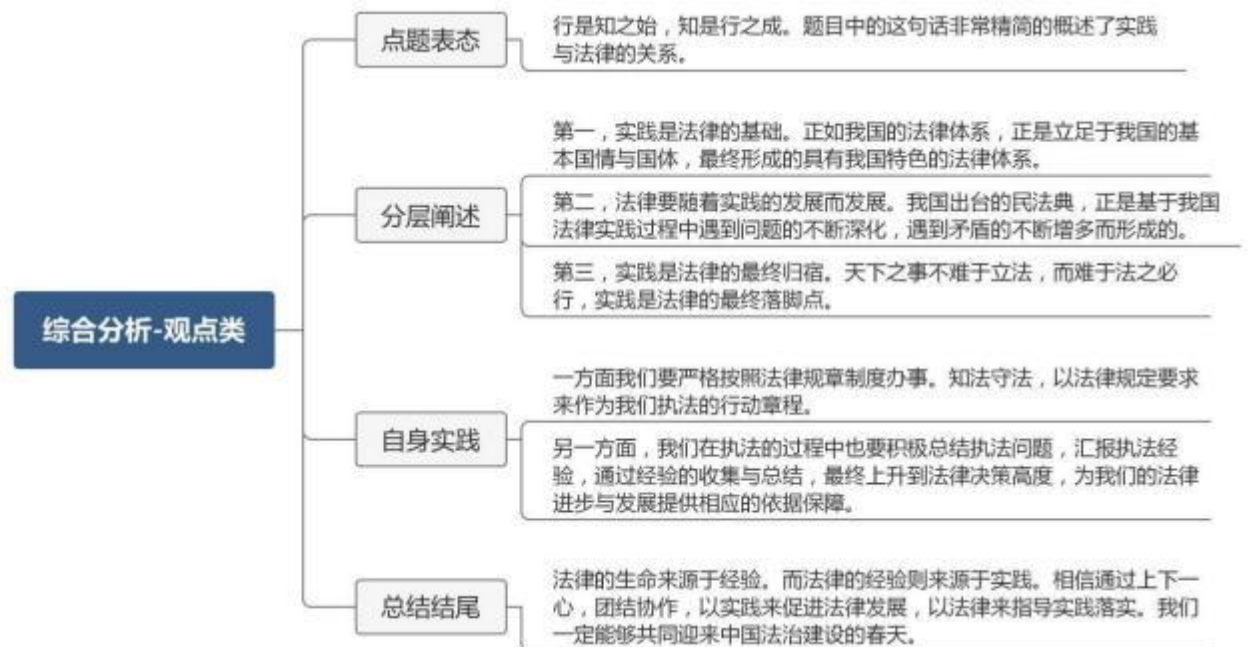 综合分析-观点类
点题表态
行是知之始，知是行之成。题目中的这句话非常精简的概述了实践
与法律的关系。
分层阐述
第一，实践是法律的基础。正如我国的法律体系，正是立足于我国的基
本国情与国体，最终形成的具有我国特色的法律体系。
第二，法律要随着实践的发展而发展。我国出台的民法典，正是基于我国
法律实践过程中遇到问题的不断深化，遇到矛盾的不断增多而形成的。
第三，实践是法律的最终归宿。天下之事不难于立法，而难于法之必
行，实践是法律的最终落脚点。
自身实践
一方面我们要严格按照法律规章制度办事。知法守法，以法律规定要求
来作为我们执法的行动章程。
另一方面，我们在执法的过程中也要积极总结执法问题，汇报执法经
验，通过经验的收集与总结，最终上升到法律决策高度，为我们的法律
进步与发展提供相应的依据保障。
总结结尾
法律的生命来源于经验。而法律的经验则来源于实践。相信通过上下一
心，团结协作，以实践来促进法律发展，以法律来指导实践落实。我们
一定能够共同迎来中国法治建设的春天。